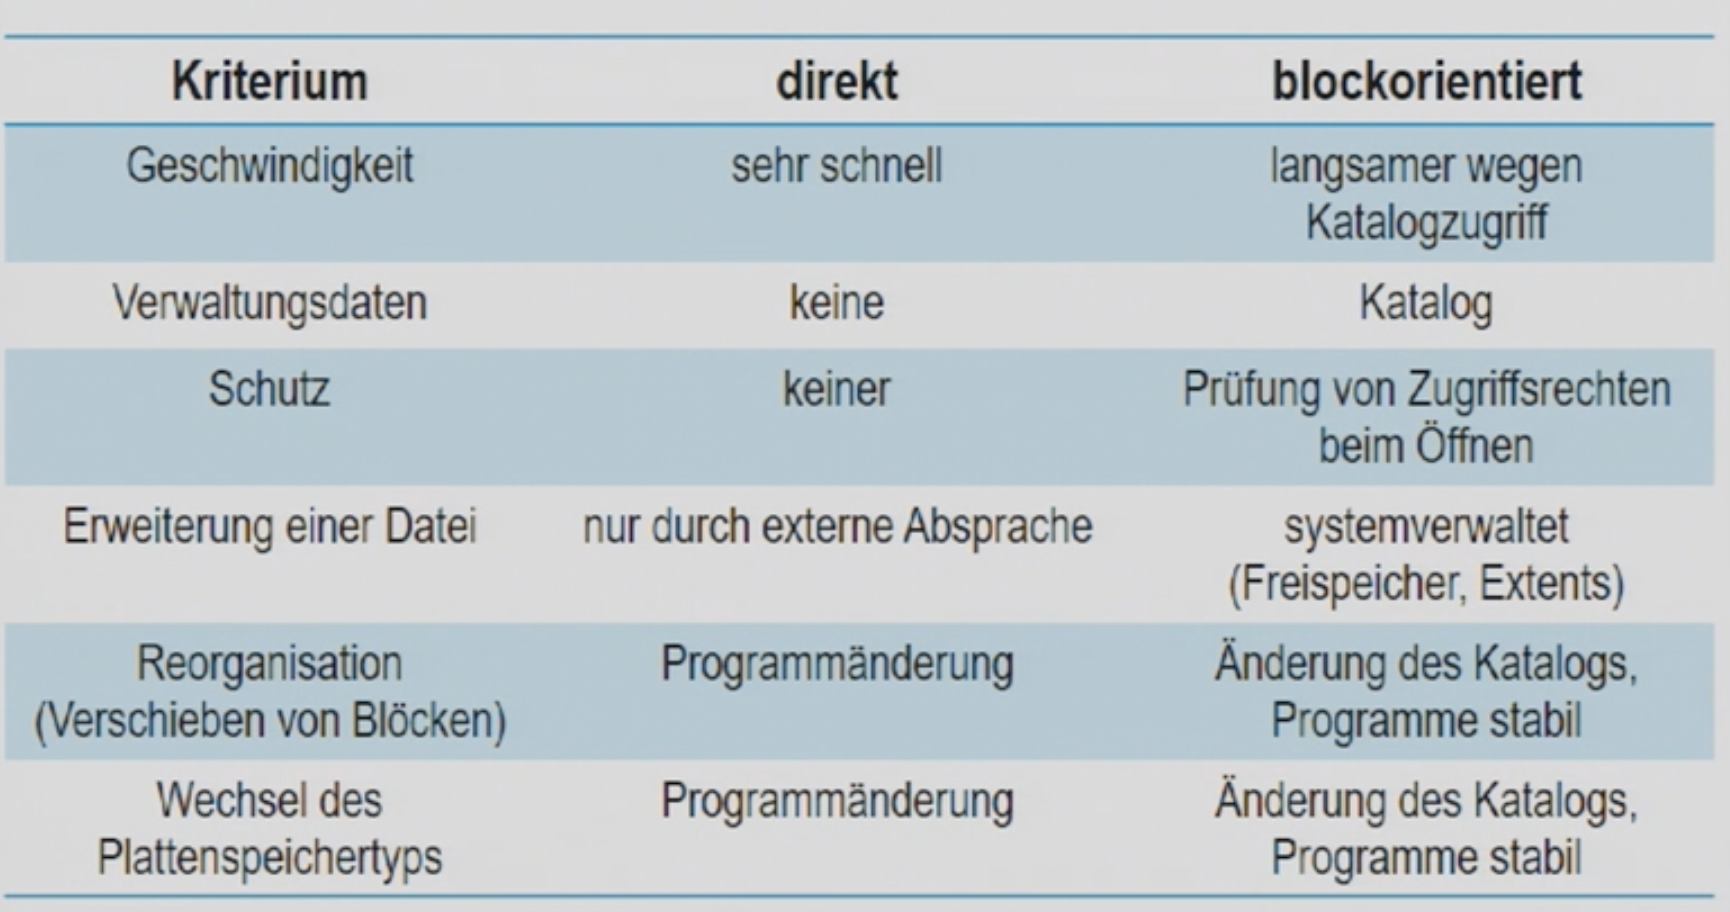 Kriterium direkt blockorientiert
Geschwindigkeit sehr schnell langsamer wegen
Katalogzugriff
Verwaltungsdaten keine Katalog
Schutz keiner Prüfung von Zugriffsrechten
beim Öffnen
Erweiterung einer Datei nur durch externe Absprache systemverwaltet
(Freispeicher, Extents)
Reorganisation Programmänderung Änderung des Katalogs,
(Verschieben von Blöcken) Programme stabil
Wechsel des Programmänderung Änderung des Katalogs,
Plattenspeichertyps Programme stabil